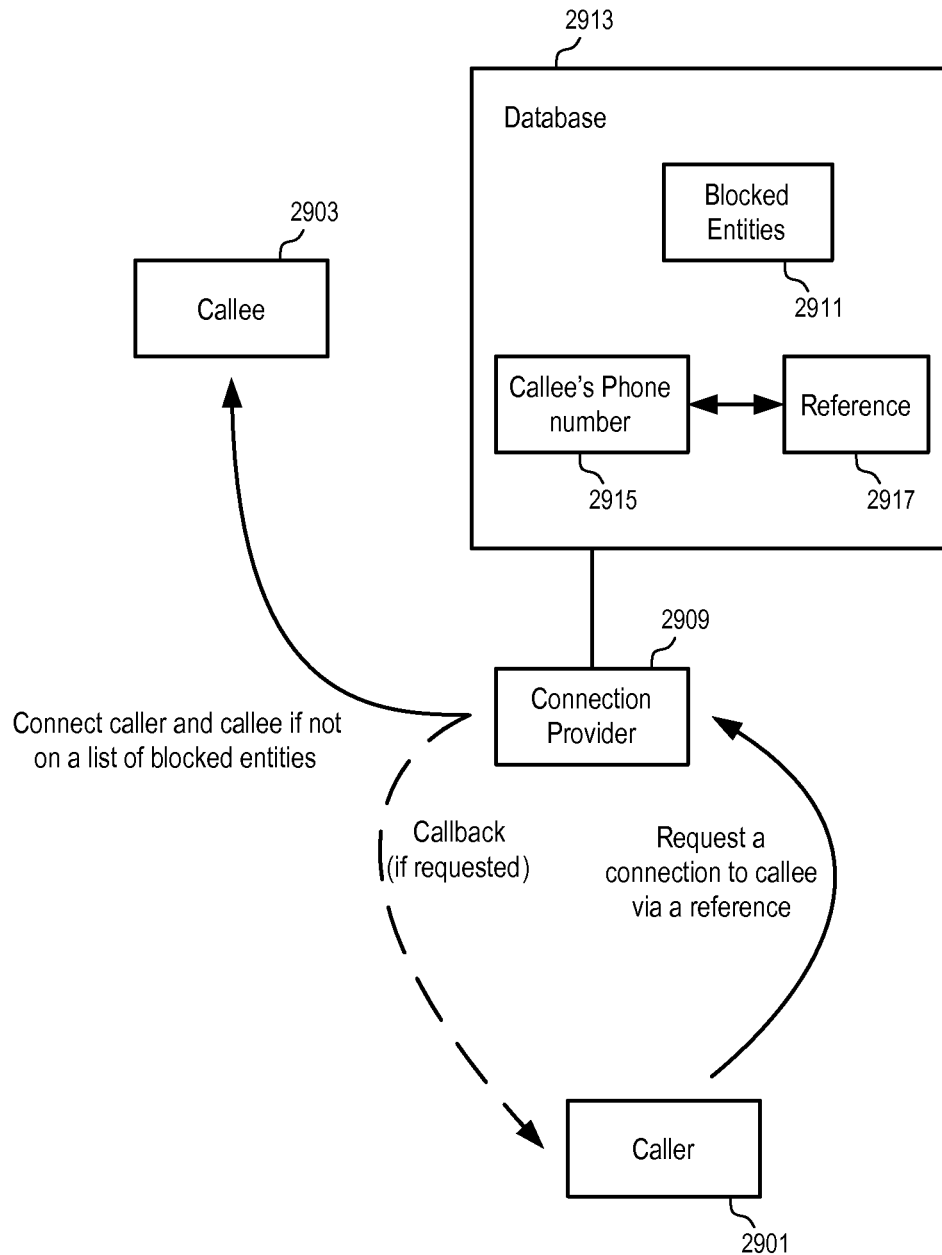 2913
Database
Blocked
Entities
2911
2903
Callee
Callee's Phone
number
2915
Reference
2917
2909
Connection
Provider
Connect caller and callee if not
on a list of blocked entities
Callback
(if requested)
Request a
connection to callee
via a reference
Caller
2901